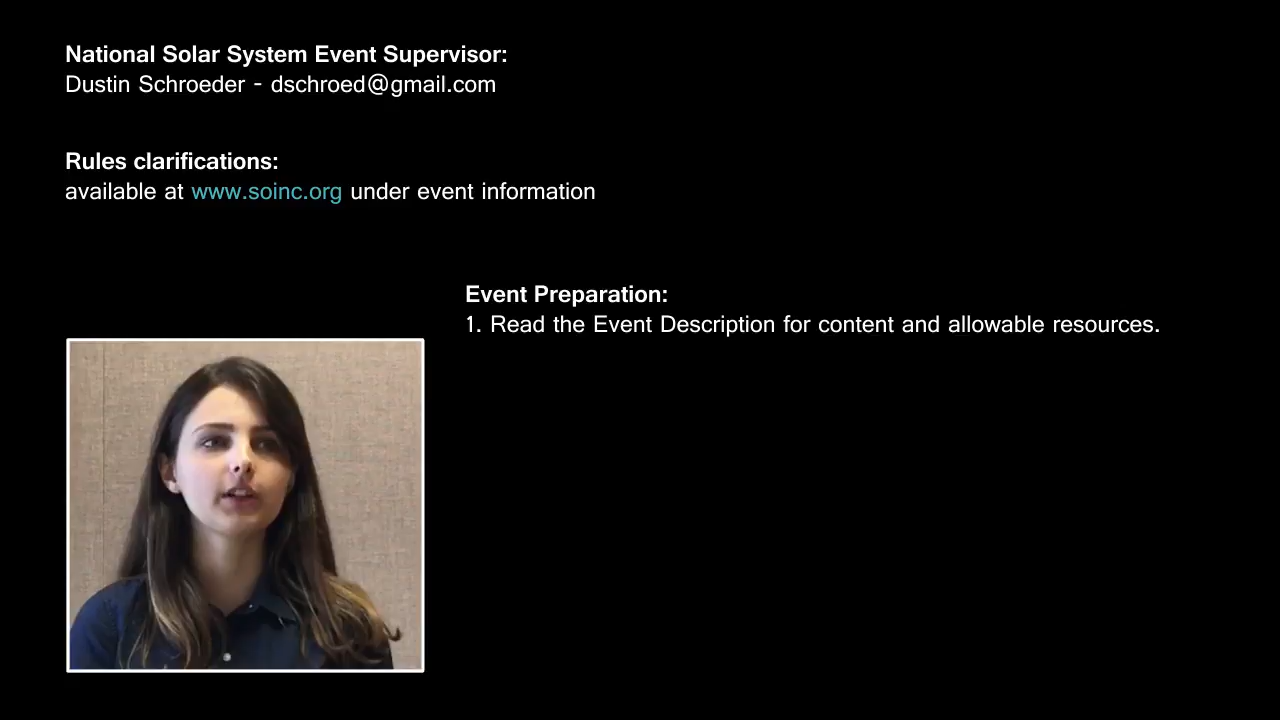 National Solar System Event Supervisor:
Dustin Schroeder - dschroed@gmail.com
Rules clarifications:
available at www.soinc.org under event information
Event Preparation:
1. Read the Event Description for content and allowable resources.